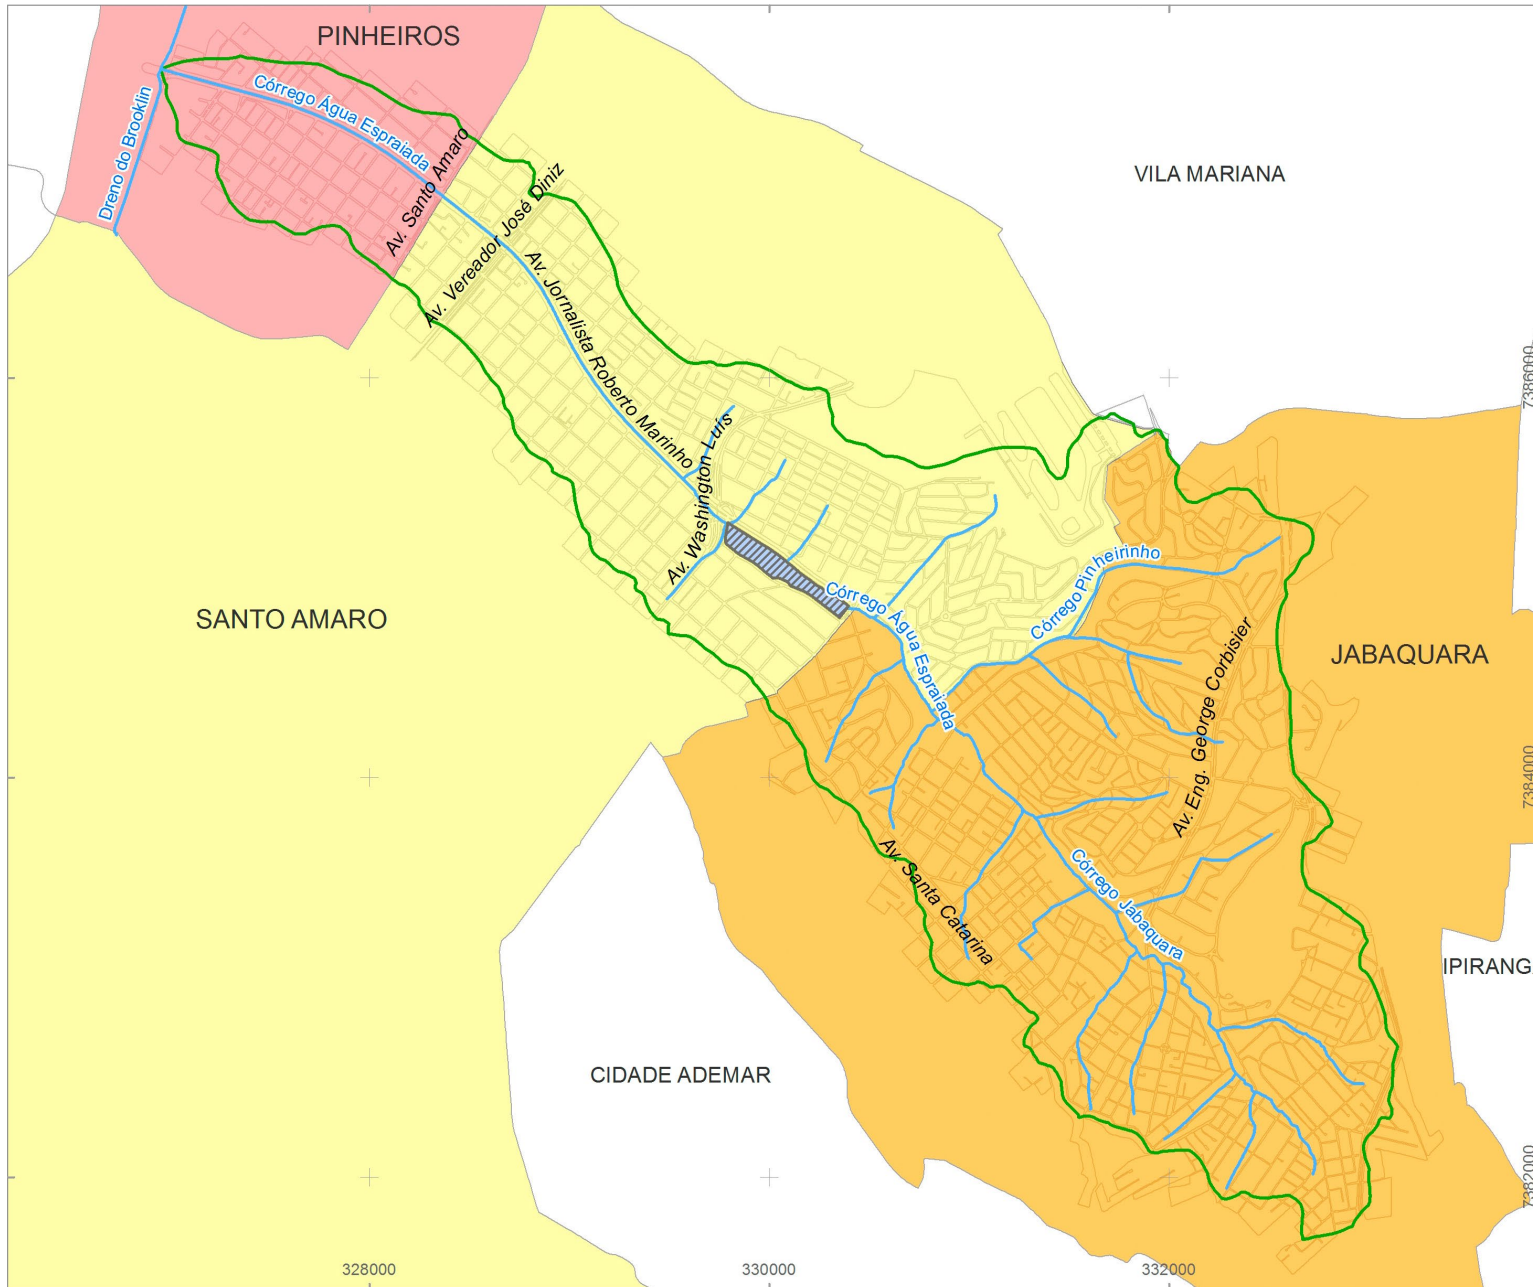 PINHEIROS
Córrego Água Espraiada
Dreno do Brooklin
Av. Santo Amaro
VILA MARIANA
Av. Vereador José Diniz
Av. Jornalista Roberto Marinho
7386000
Av. Washington Luís
Córrego Pinheirinho
Córrego Água Espraiada
SANTO AMARO
Av. Eng. George Corbisier
JABAQUARA
7384000
Av. Santa Catarina
Córrego Jabaquara
IPIRANG
CIDADE ADEMAR
7382000
328000
330000
332000